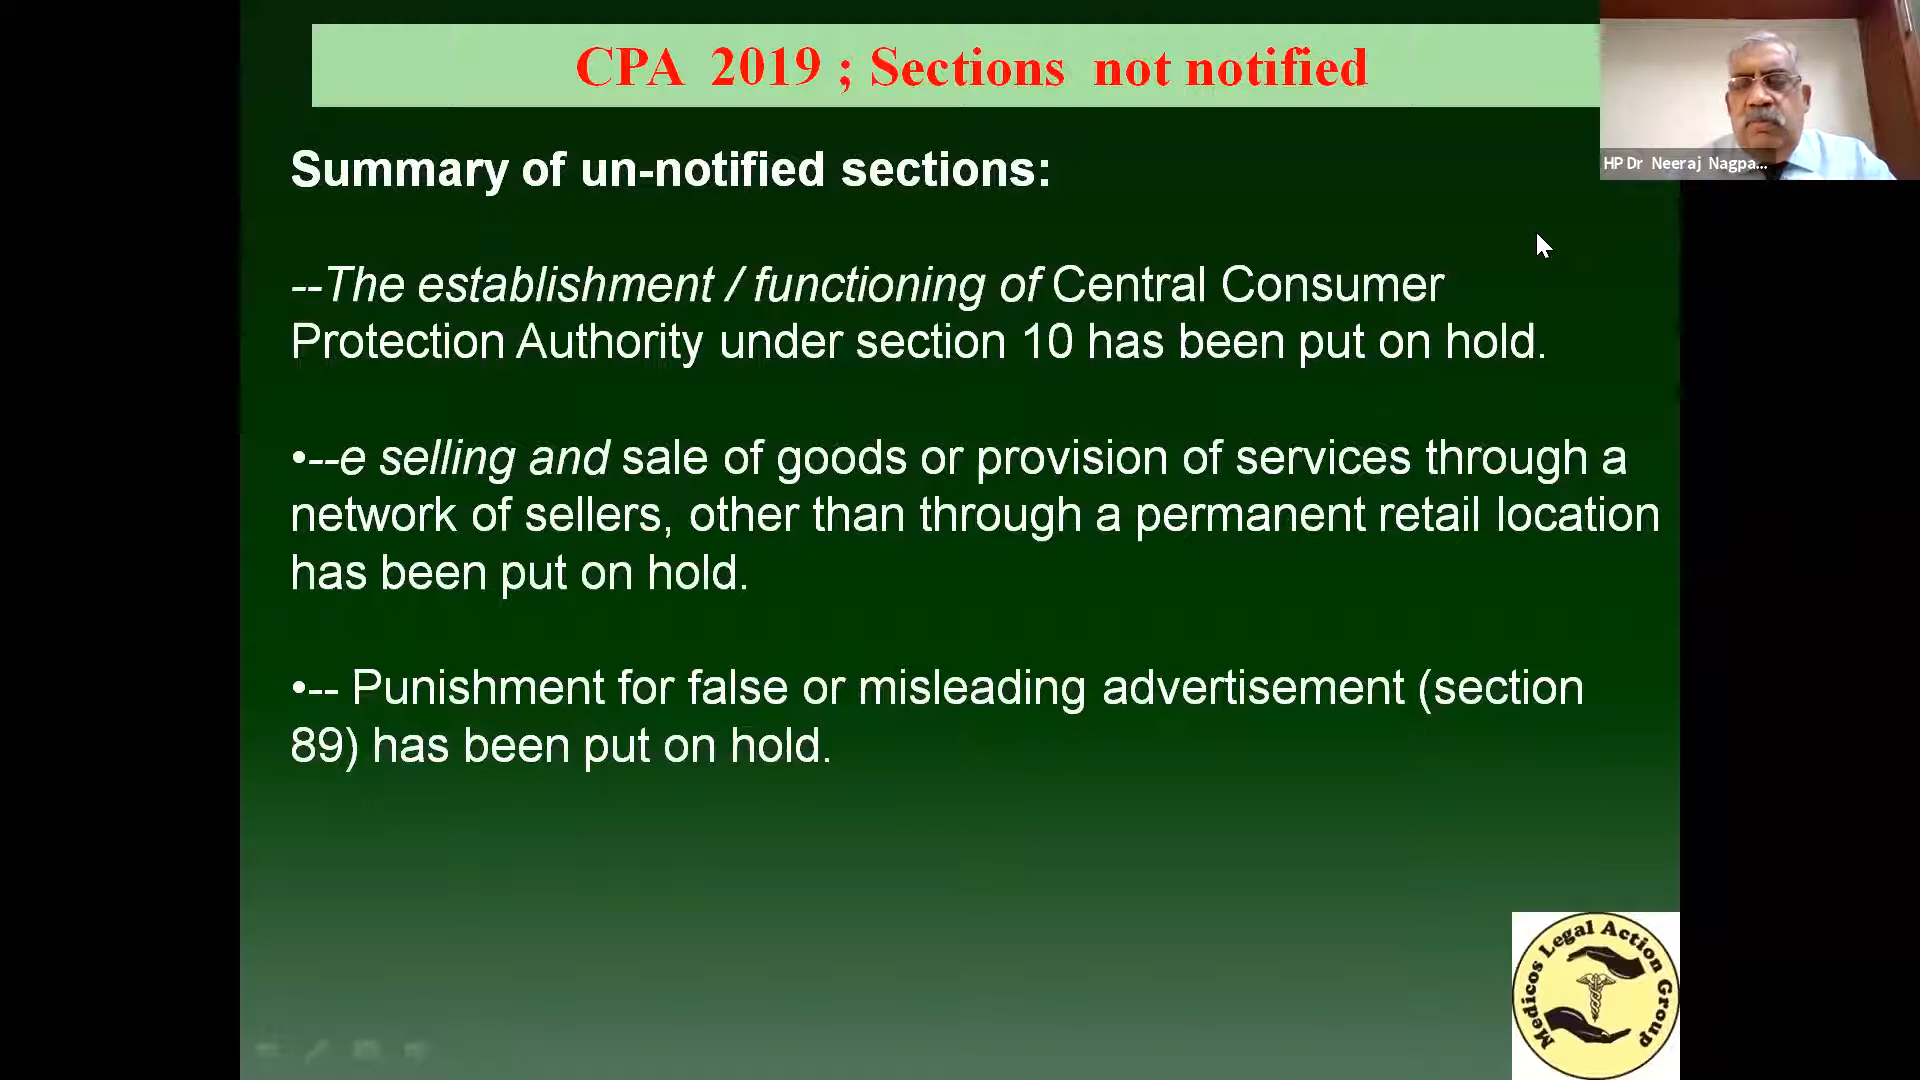 CPA 2019 ; Sections not notified
HP Dr Neeraj Nagpa...
Summary of un-notified sections:
--The establishment / functioning of Central Consumer
Protection Authority under section 10 has been put on hold.
•--e selling and sale of goods or provision of services through a
network of sellers, other than through a permanent retail location
has been put on hold.
•-- Punishment for false or misleading advertisement (section
89) has been put on hold.
Medicos Legal Action Group